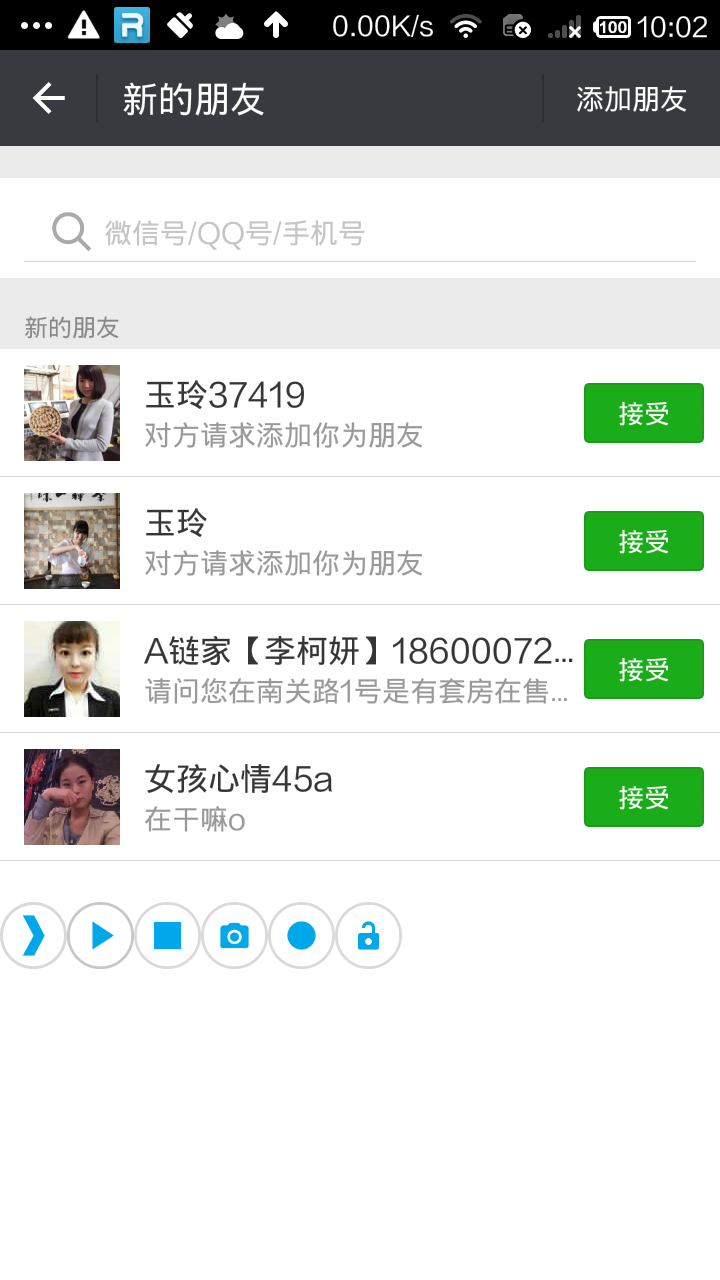 0.00K/s 100 10:02
新的朋友 添加朋友
微信号/QQ号/手机号
新的朋友
玉玲37419
对方请求添加你为朋友
接受
玉玲
对方请求添加你为朋友
接受
A链家【李柯妍】18600072...
请问您在南关路1号是有套房在售...
接受
女孩心情45a
在干嘛o
接受